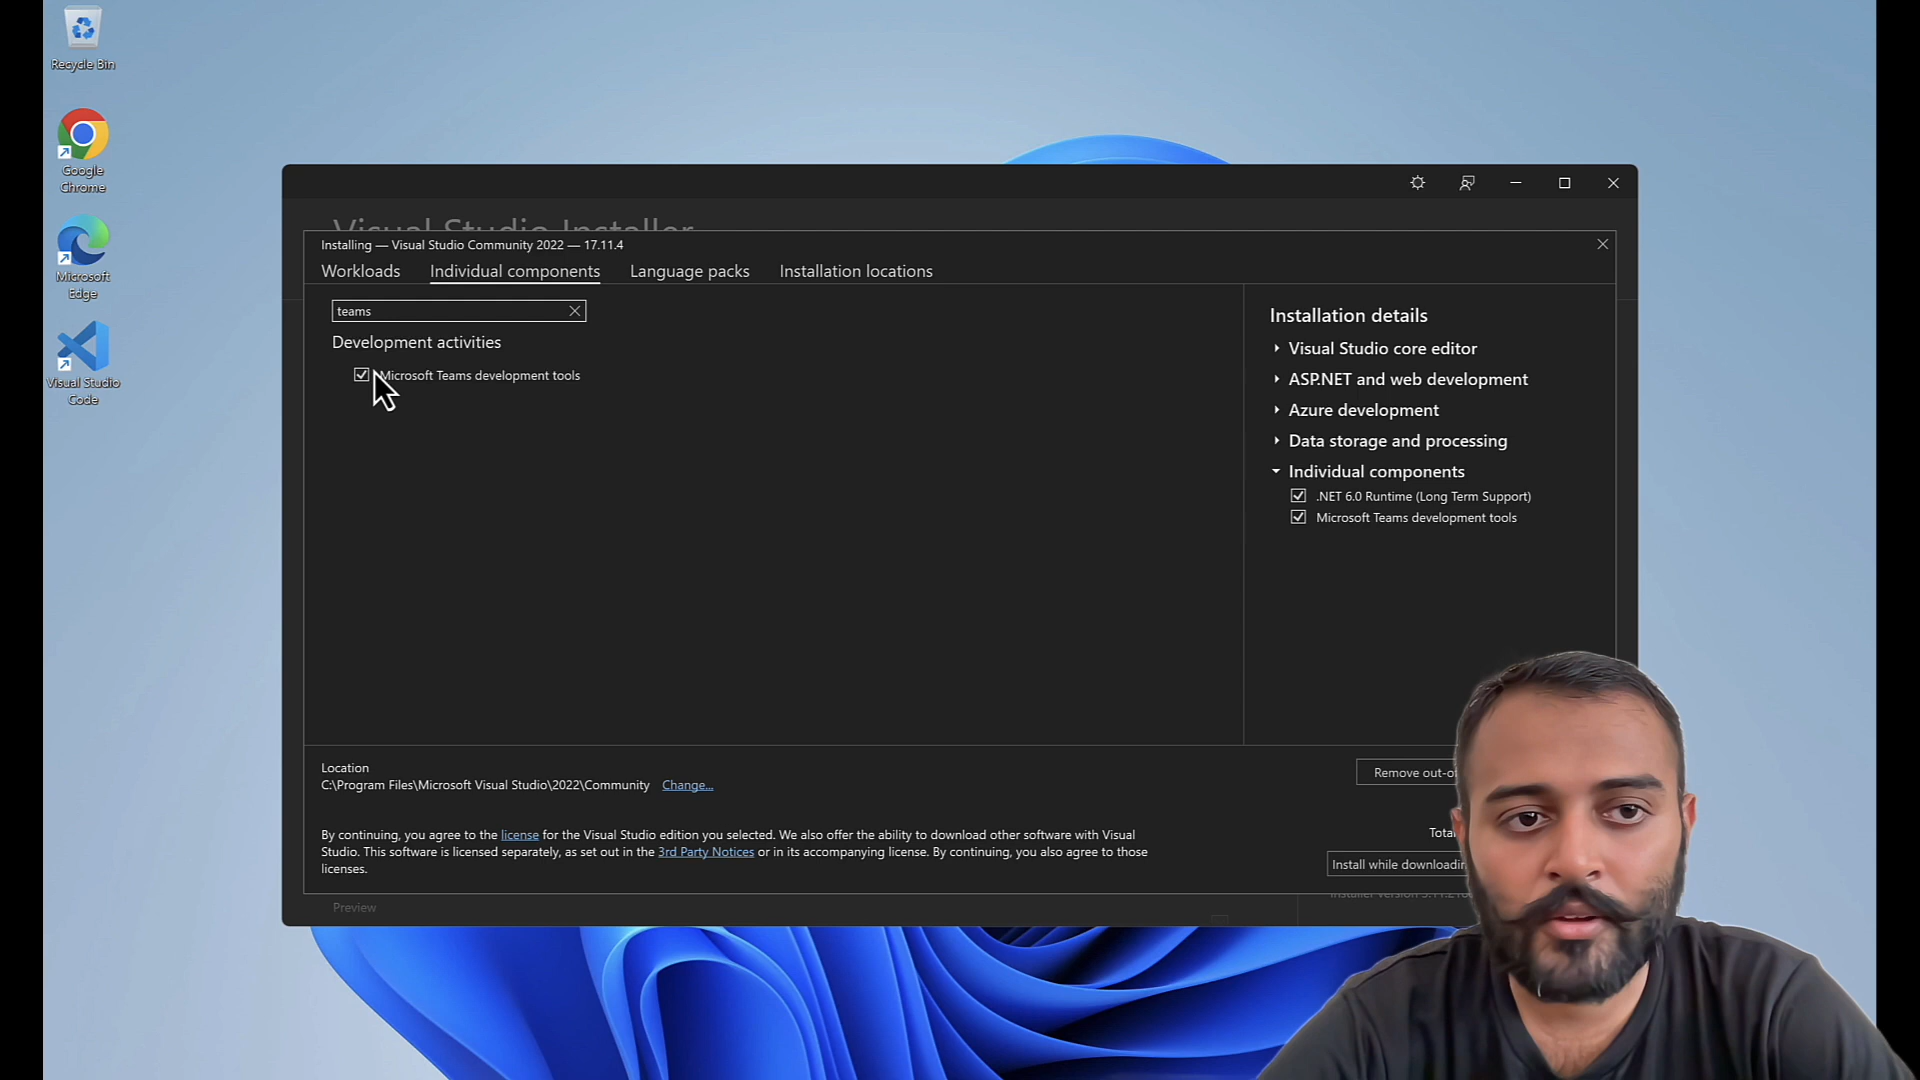 Recycle Bin
Google
Chrome
Microsoft
Edge
Visual Studio
Code
Visual Studio Installer
Installing — Visual Studio Community 2022 — 17.11.4
Workloads
Individual components
Language packs
Installation locations
teams
Development activities
Microsoft Teams development tools
Installation details
Visual Studio core editor
ASP.NET and web development
Azure development
Data storage and processing
Individual components
.NET 6.0 Runtime (Long Term Support)
Microsoft Teams development tools
Location
C:\Program Files\Microsoft Visual Studio\2022\Community Change...
By continuing, you agree to the license for the Visual Studio edition you selected. We also offer the ability to download other software with Visual
Studio. This software is licensed separately, as set out in the 3rd Party Notices or in its accompanying license. By continuing, you also agree to those
licenses.
Remove
Install while
Preview